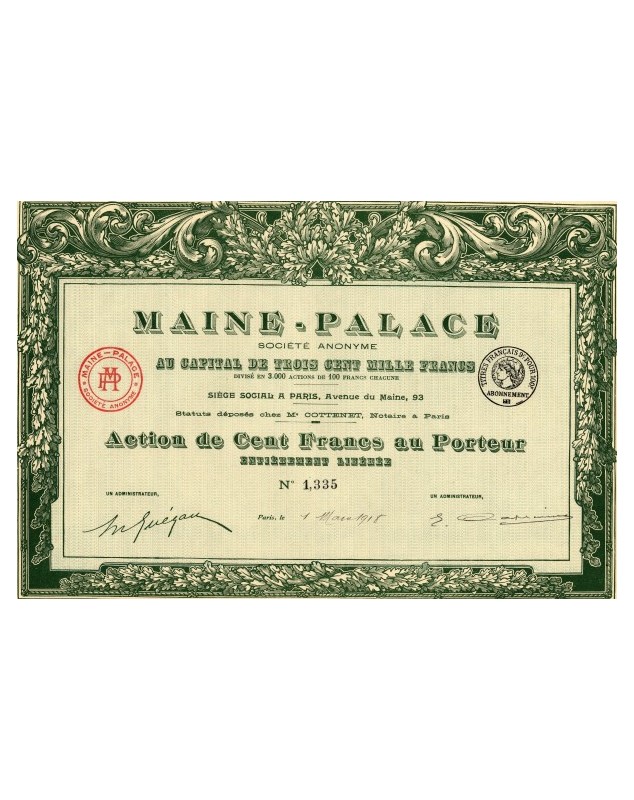 MAINE-PALACE
SOCIÉTÉ ANONYME
AU CAPITAL DE TROIS CENT MILLE FRANCS
DIVISÉ EN 3.000 ACTIONS DE 100 FRANCS CHACUNE
SIÈGE SOCIAL A PARIS, Avenue du Maine, 93
Statuts déposés chez Mᵉ COTTENET, Notaire à Paris
MAINE-PALACE
MP
SOCIÉTÉ ANONYME
TITRES FRANÇAIS
ABONNEMENT
Action de Cent Francs au Porteur
ENTIÈREMENT LIBÉRÉE
N° 1,335
UN ADMINISTRATEUR,
UN ADMINISTRATEUR,
Paris, le 1 Mars 1918